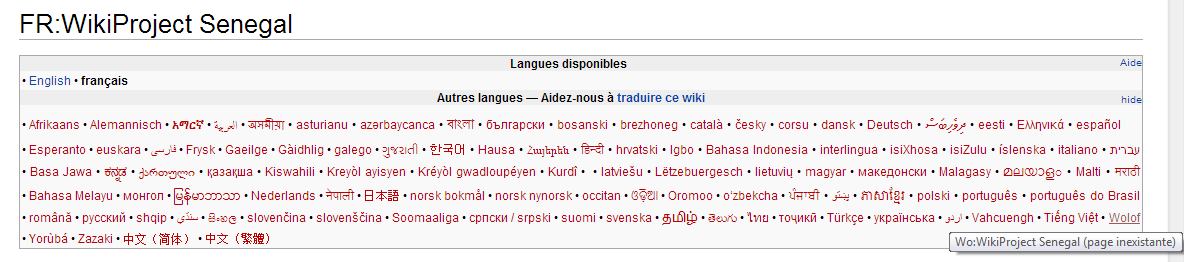 FR:WikiProject Senegal
Langues disponibles Aide
• English • français
Autres langues — Aidez-nous à traduire ce wiki hide
• Afrikaans • Alemannisch • አማርኛ • العربية • অসমীয়া • asturianu • azərbaycanca • বাংলা • български • bosanski • brezhoneg • català • česky • corsu • dansk • Deutsch • ދިވެހިބަސް • eesti • Ελληνικά • español
Esperanto • euskara • فارسی • Frysk • Gaeilge • Gàidhlig • galego • ગુજરાતી • 한국어 • Hausa • Հայերեն • हिन्दी • hrvatski • Igbo • Bahasa Indonesia • interlingua • isiXhosa • isiZulu • íslenska • italiano • עברית
• Basa Jawa • ಕನ್ನಡ • ქართული • қазақша • Kiswahili • Kreyòl ayisyen • Kréyòl gwadloupéyen • Kurdî • • latviešu • Lëtzebuergesch • lietuvių • magyar • македонски • Malagasy • മലയാളം • Malti • मराठी
• Bahasa Melayu • монгол • မြန်မာဘာသာ • Nederlands • नेपाली • 日本語 • norsk bokmål • norsk nynorsk • occitan • ଓଡ଼ିଆ • Oromoo • oʻzbekcha • ਪੰਜਾਬੀ • پښتو • ភាសាខ្មែរ • polski • português • português do Brasil
• română • русский • shqip • سنڌي • සිංහල • slovenčina • slovenščina • Soomaaliga • српски / srpski • suomi • svenska • தமிழ் • తెలుగు • ไทย • тоҷикӣ • Türkçe • українська • اردو • Vahcuengh • Tiếng Việt • Wolof
• Yorùbá • Zazaki • 中文（简体） • 中文（繁體）
Wo:WikiProject Senegal (page inexistante)